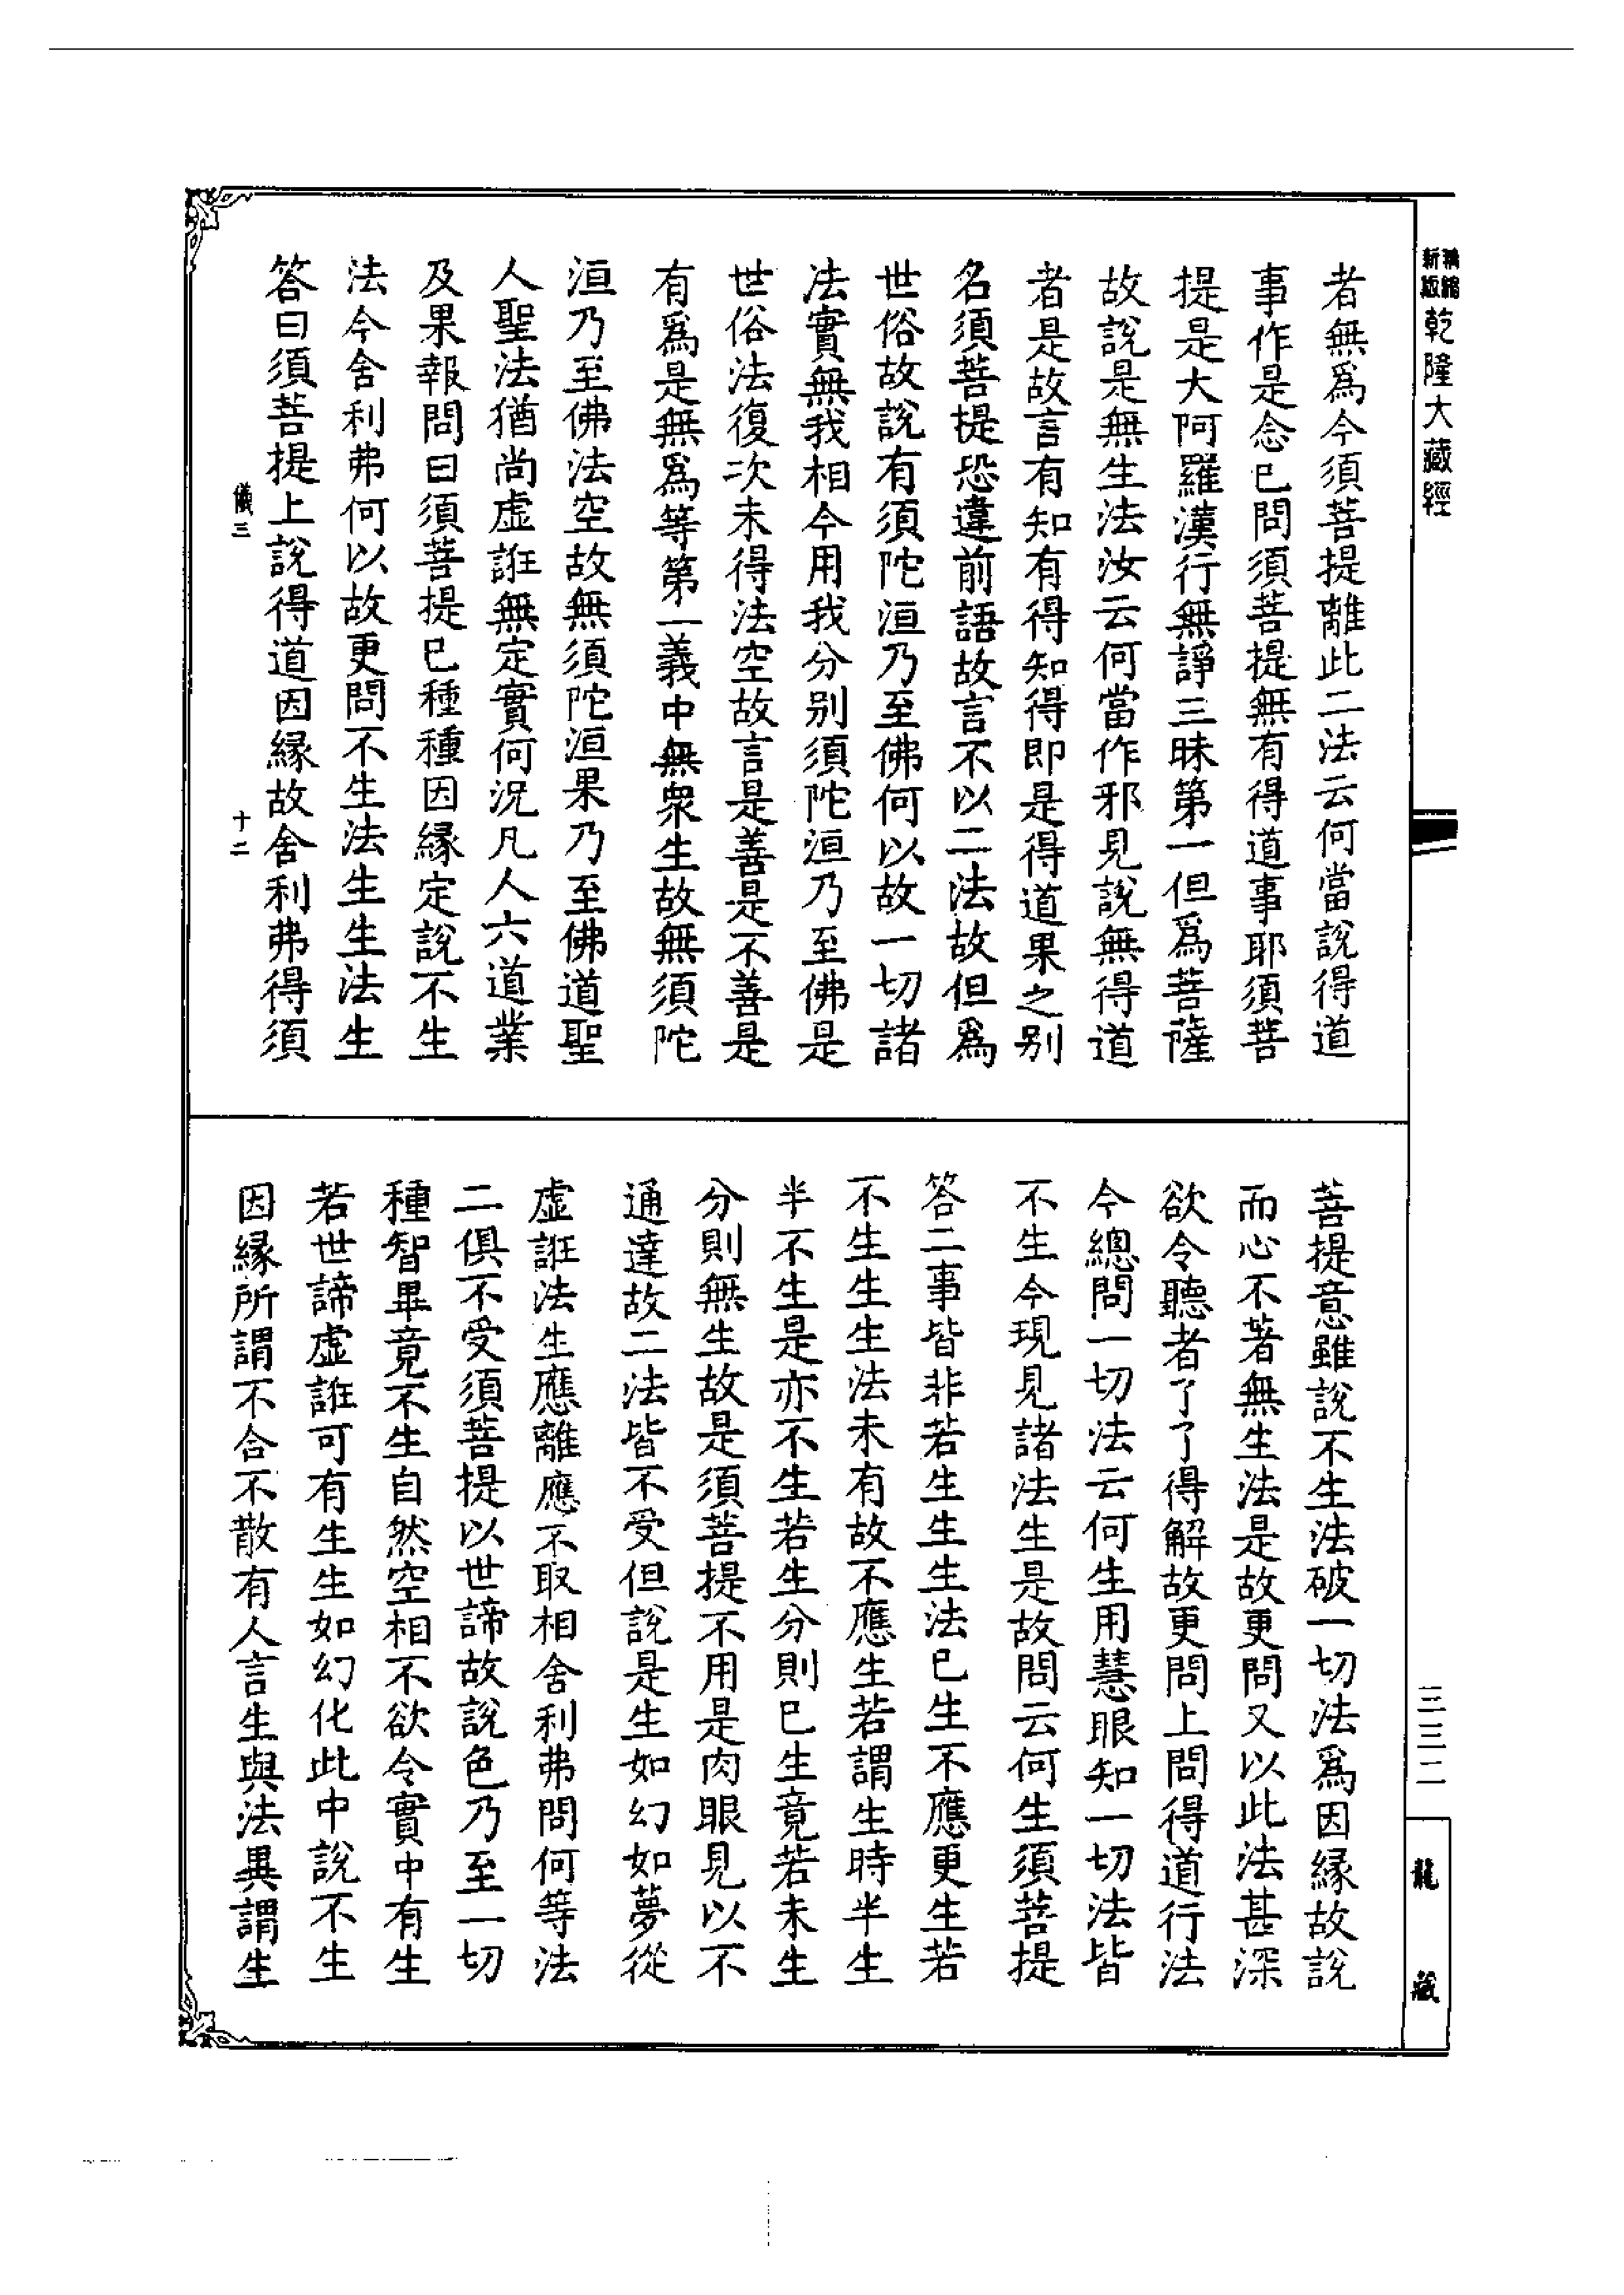 新版
精縮
乾隆大藏經
三三二
龍藏
者無爲今須菩提離此二法云何當說得道
事作是念已問須菩提無有得道事耶須菩
提是大阿羅漢行無諍三昧第一但爲菩薩
故說是無生法汝云何當作邪見說無得道
者是故言有知有得知得即是得道果之别
名須菩提恐違前語故言不以二法故但爲
世俗故說有須陀洹乃至佛何以故一切諸
法實無我相今用我分别須陀洹乃至佛是
世俗法復次未得法空故言是善是不善是
有爲是無爲等第一義中無衆生故無須陀
洹乃至佛法空故無須陀洹果乃至佛道聖
人聖法猶尚虛誑無定實何況凡人六道業
及果報問曰須菩提已種種因緣定說不生
法今舍利弗何以故更問不生法生生法生
答曰須菩提上說得道因緣故舍利弗得須
儀三
十二
菩提意雖說不生法破一切法爲因緣故說
而心不著無生法是故更問又以此法甚深
欲令聽者了了得解故更問上問得道行法
今總問一切法云何生用慧眼知一切法皆
不生今現見諸法生是故問云何生須菩提
答二事皆非若生生生法已生不應更生若
不生生生法未有故不應生若謂生時半生
半不生是亦不生若生分則已生竟若未生
分則無生故是須菩提不用是肉眼見以不
通達故二法皆不受但說是生如幻如夢從
虛誑法生應離應不取相舍利弗問何等法
二俱不受須菩提以世諦故說色乃至一切
種智畢竟不生自然空相不欲令實中有生
若世諦虛誑可有生生如幻化此中說不生
因緣所謂不合不散有人言生與法異謂生